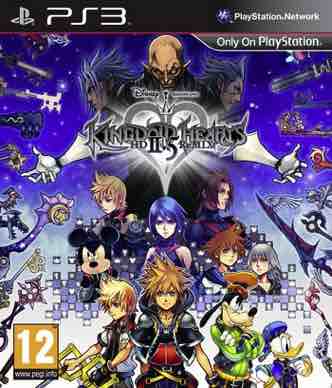 PS3
PlayStation®Network
Only On PlayStation®
Disney
KINGDOM HEARTS
HD II.5 ReMIX
12
www.pegi.info